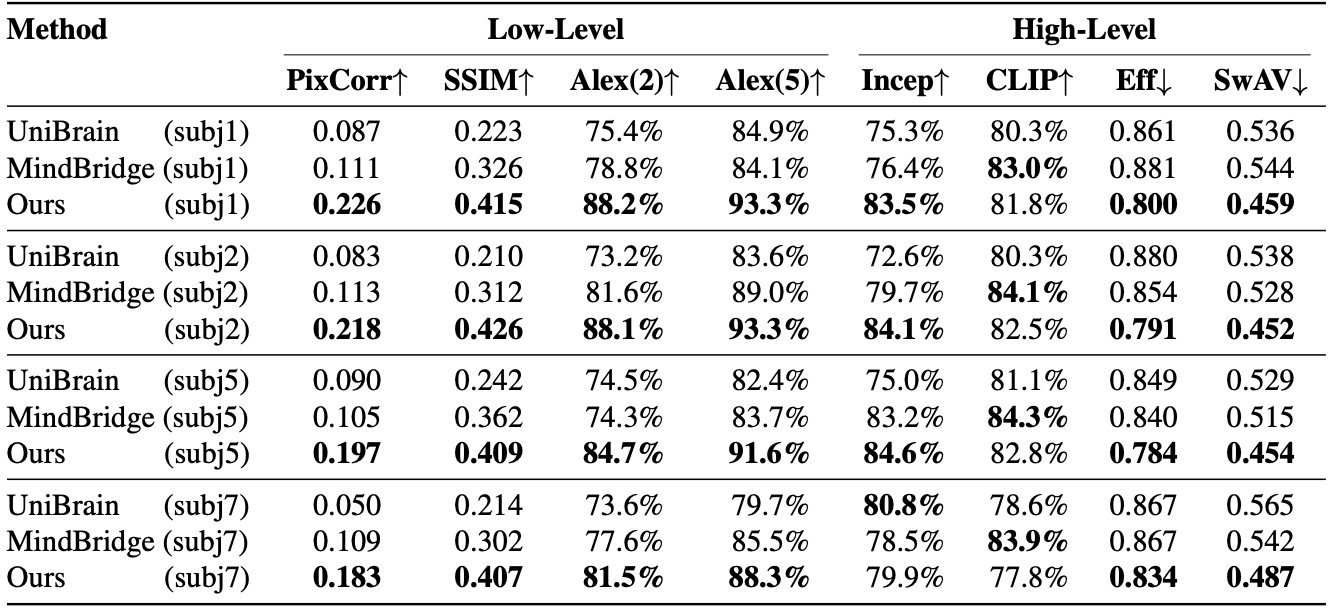 Method Low-Level High-Level
PixCorr↑ SSIM↑ Alex(2)↑ Alex(5)↑ Incep↑ CLIP↑ Eff↓ SwAV↓
UniBrain (subj1) 0.087 0.223 75.4% 84.9% 75.3% 80.3% 0.861 0.536
MindBridge (subj1) 0.111 0.326 78.8% 84.1% 76.4% 83.0% 0.881 0.544
Ours (subj1) 0.226 0.415 88.2% 93.3% 83.5% 81.8% 0.800 0.459
UniBrain (subj2) 0.083 0.210 73.2% 83.6% 72.6% 80.3% 0.880 0.538
MindBridge (subj2) 0.113 0.312 81.6% 89.0% 79.7% 84.1% 0.854 0.528
Ours (subj2) 0.218 0.426 88.1% 93.3% 84.1% 82.5% 0.791 0.452
UniBrain (subj5) 0.090 0.242 74.5% 82.4% 75.0% 81.1% 0.849 0.529
MindBridge (subj5) 0.105 0.362 74.3% 83.7% 83.2% 84.3% 0.840 0.515
Ours (subj5) 0.197 0.409 84.7% 91.6% 84.6% 82.8% 0.784 0.454
UniBrain (subj7) 0.050 0.214 73.6% 79.7% 80.8% 78.6% 0.867 0.565
MindBridge (subj7) 0.109 0.302 77.6% 85.5% 78.5% 83.9% 0.867 0.542
Ours (subj7) 0.183 0.407 81.5% 88.3% 79.9% 77.8% 0.834 0.487